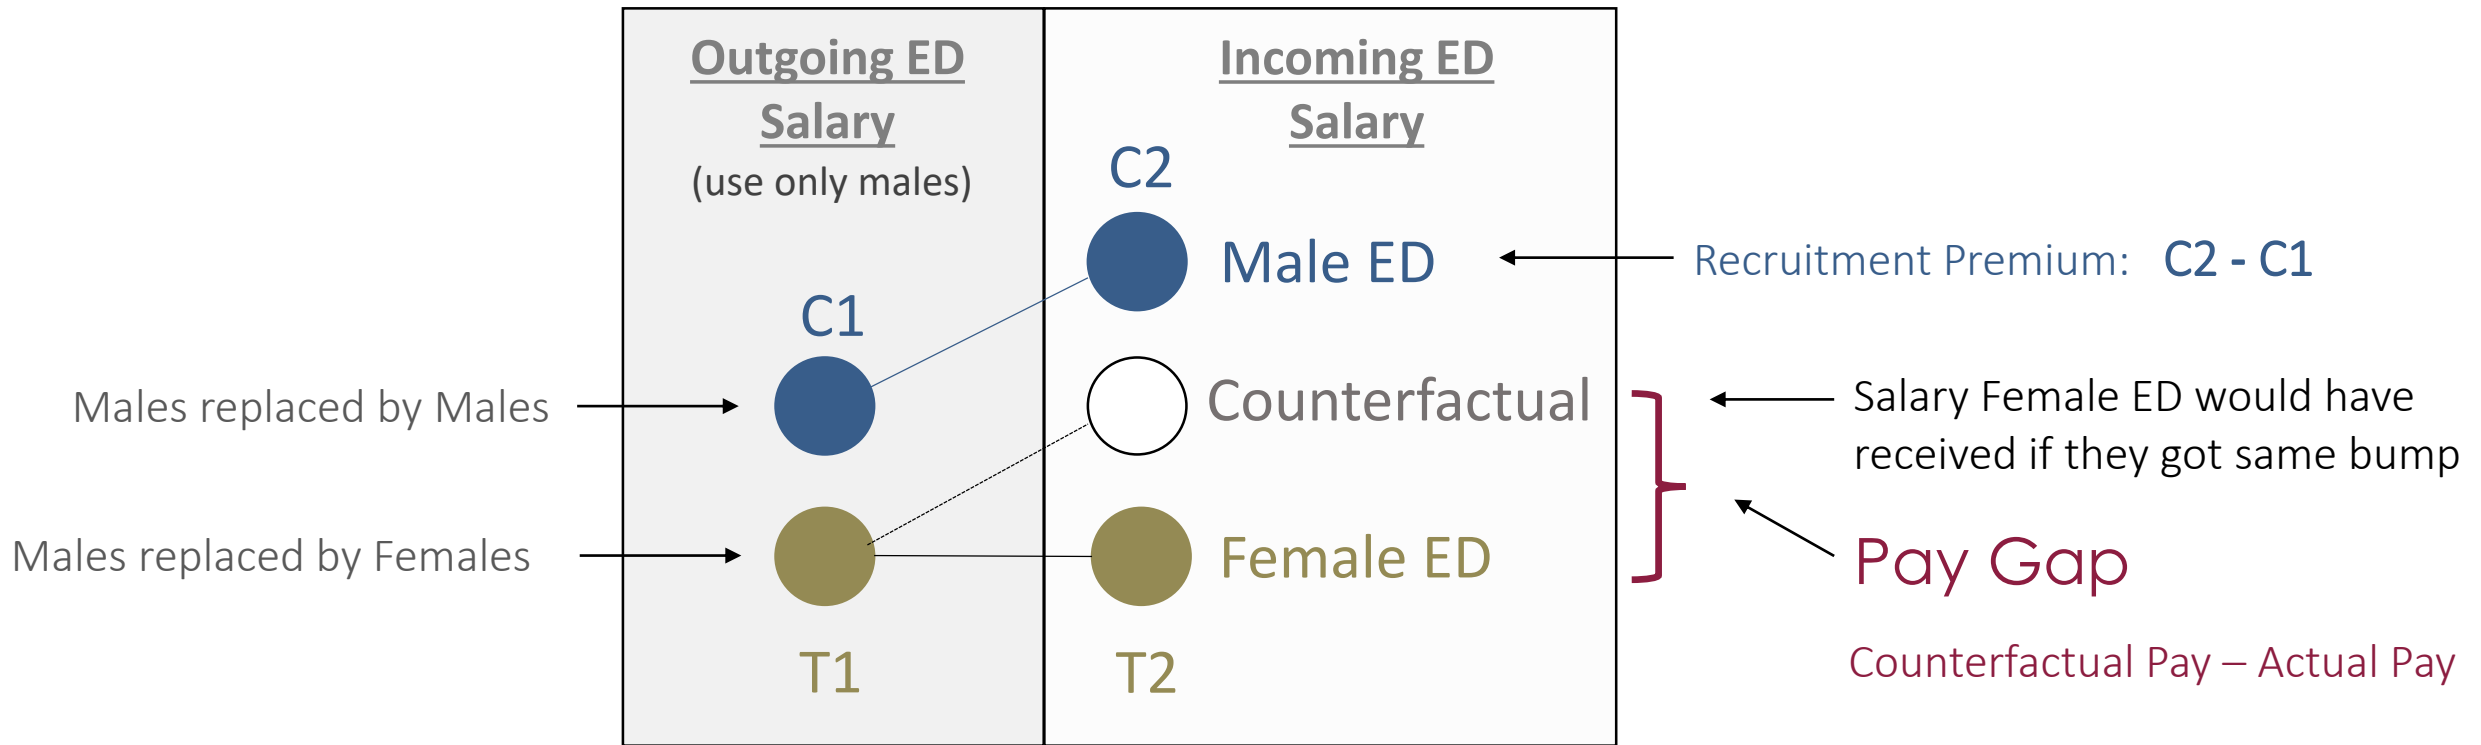 Outgoing ED
Salary
(use only males)
Incoming ED
Salary
C2
Male ED
Recruitment Premium: C2 - C1
C1
Males replaced by Males
Counterfactual
Salary Female ED would have
received if they got same bump
Males replaced by Females
Female ED
Pay Gap
T1
T2
Counterfactual Pay – Actual Pay